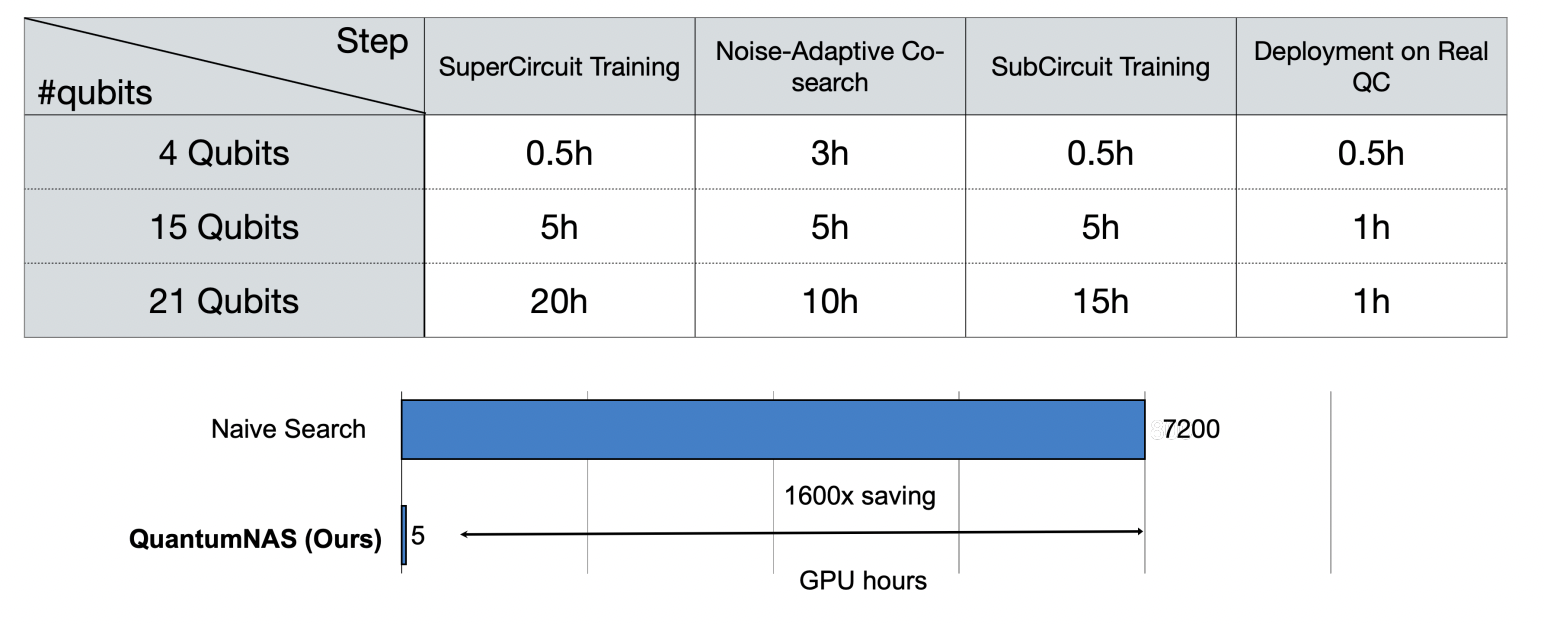 Step
#qubits
SuperCircuit Training
Noise-Adaptive Co-
search
SubCircuit Training
Deployment on Real
QC
4 Qubits 0.5h 3h 0.5h 0.5h
15 Qubits 5h 5h 5h 1h
21 Qubits 20h 10h 15h 1h
Naive Search 7200
1600x saving
QuantumNAS (Ours) 5
GPU hours